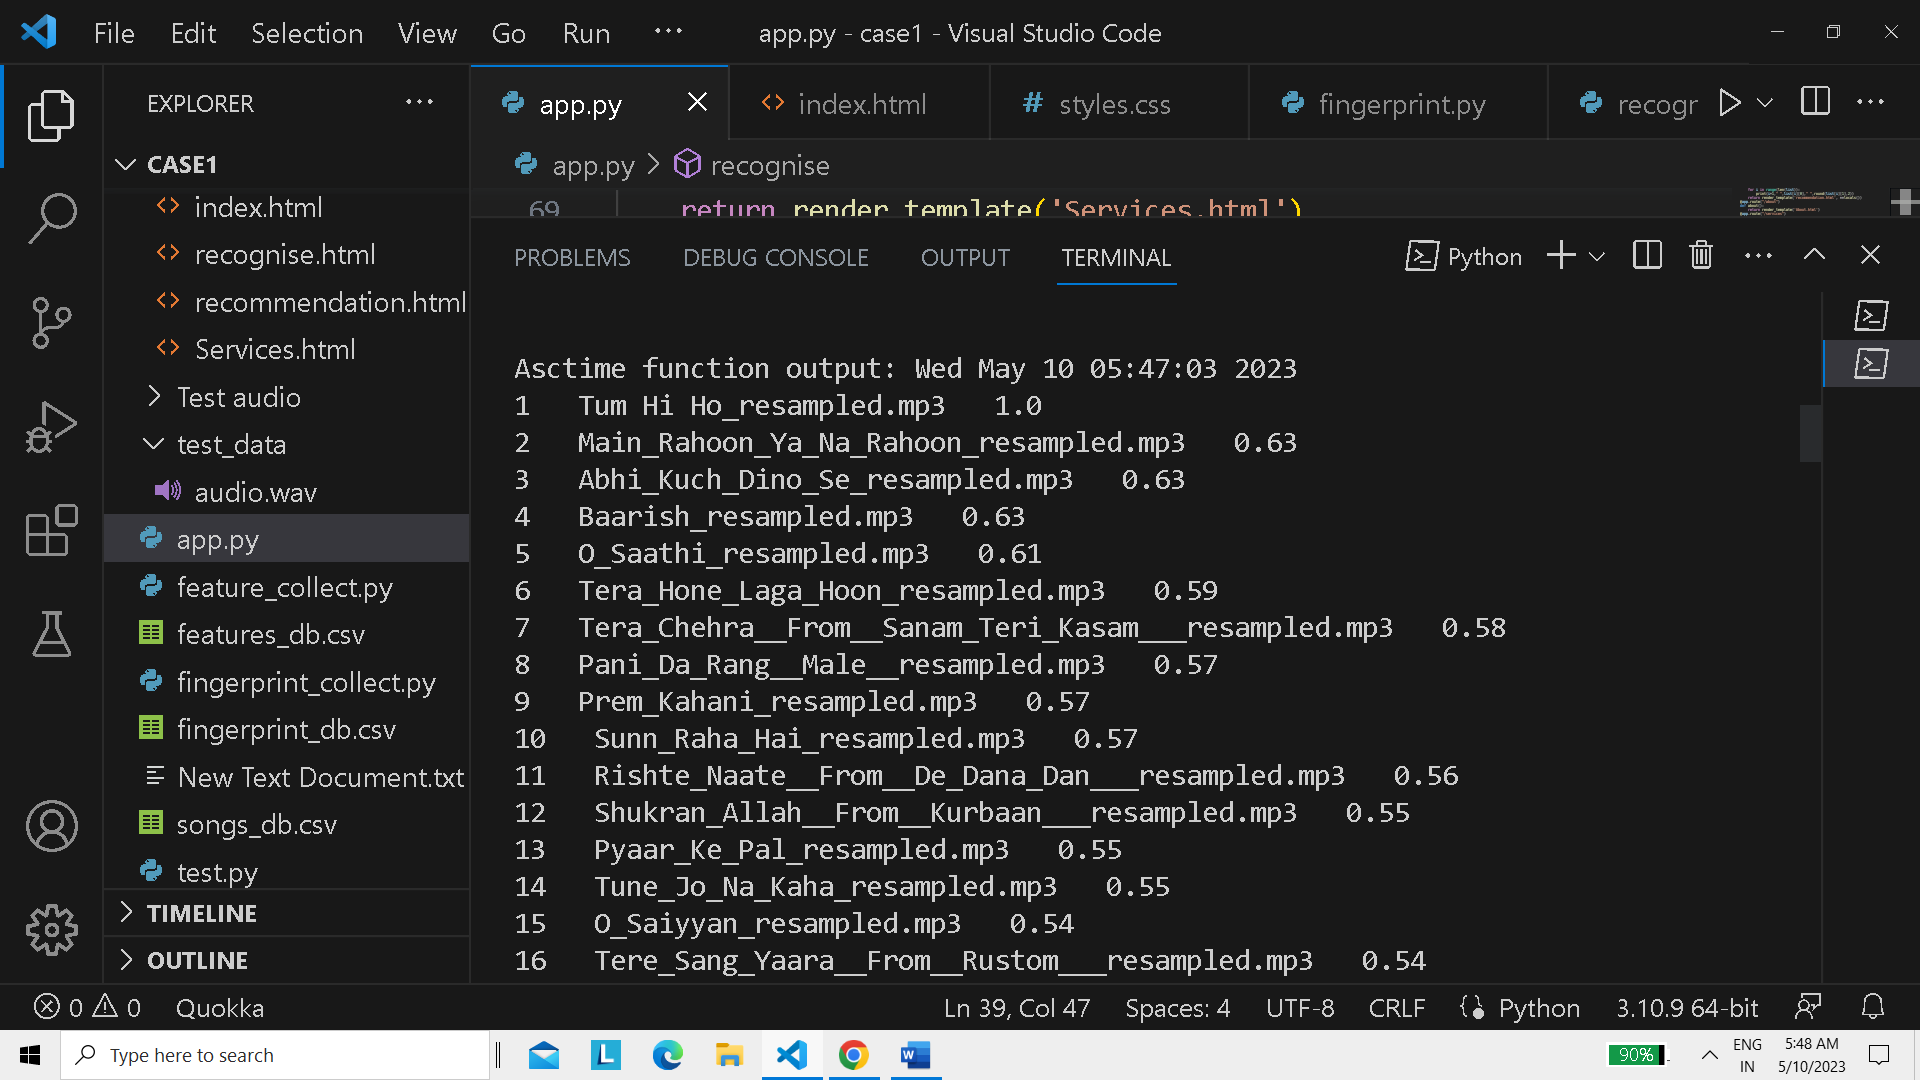 File Edit Selection View Go Run ··· app.py - case1 - Visual Studio Code
EXPLORER ···
CASE1
index.html
recognise.html
recommendation.html
Services.html
Test audio
test_data
audio.wav
app.py
feature_collect.py
features_db.csv
fingerprint_collect.py
fingerprint_db.csv
New Text Document.txt
songs_db.csv
test.py
TIMELINE
OUTLINE
app.py index.html # styles.css fingerprint.py recogr ···
app.py > recognise
69 return render_template('Services.html')
PROBLEMS DEBUG CONSOLE OUTPUT TERMINAL Python ···
Asctime function output: Wed May 10 05:47:03 2023
1 Tum Hi Ho_resampled.mp3 1.0
2 Main_Rahoon_Ya_Na_Rahoon_resampled.mp3 0.63
3 Abhi_Kuch_Dino_Se_resampled.mp3 0.63
4 Baarish_resampled.mp3 0.63
5 O_Saathi_resampled.mp3 0.61
6 Tera_Hone_Laga_Hoon_resampled.mp3 0.59
7 Tera_Chehra__From__Sanam_Teri_Kasam___resampled.mp3 0.58
8 Pani_Da_Rang__Male__resampled.mp3 0.57
9 Prem_Kahani_resampled.mp3 0.57
10 Sunn_Raha_Hai_resampled.mp3 0.57
11 Rishte_Naate__From__De_Dana_Dan___resampled.mp3 0.56
12 Shukran_Allah__From__Kurbaan___resampled.mp3 0.55
13 Pyaar_Ke_Pal_resampled.mp3 0.55
14 Tune_Jo_Na_Kaha_resampled.mp3 0.55
15 O_Saiyyan_resampled.mp3 0.54
16 Tere_Sang_Yaara__From__Rustom___resampled.mp3 0.54
0 0 Quokka Ln 39, Col 47 Spaces: 4 UTF-8 CRLF Python 3.10.9 64-bit
Type here to search
90%
ENG
IN
5:48 AM
5/10/2023